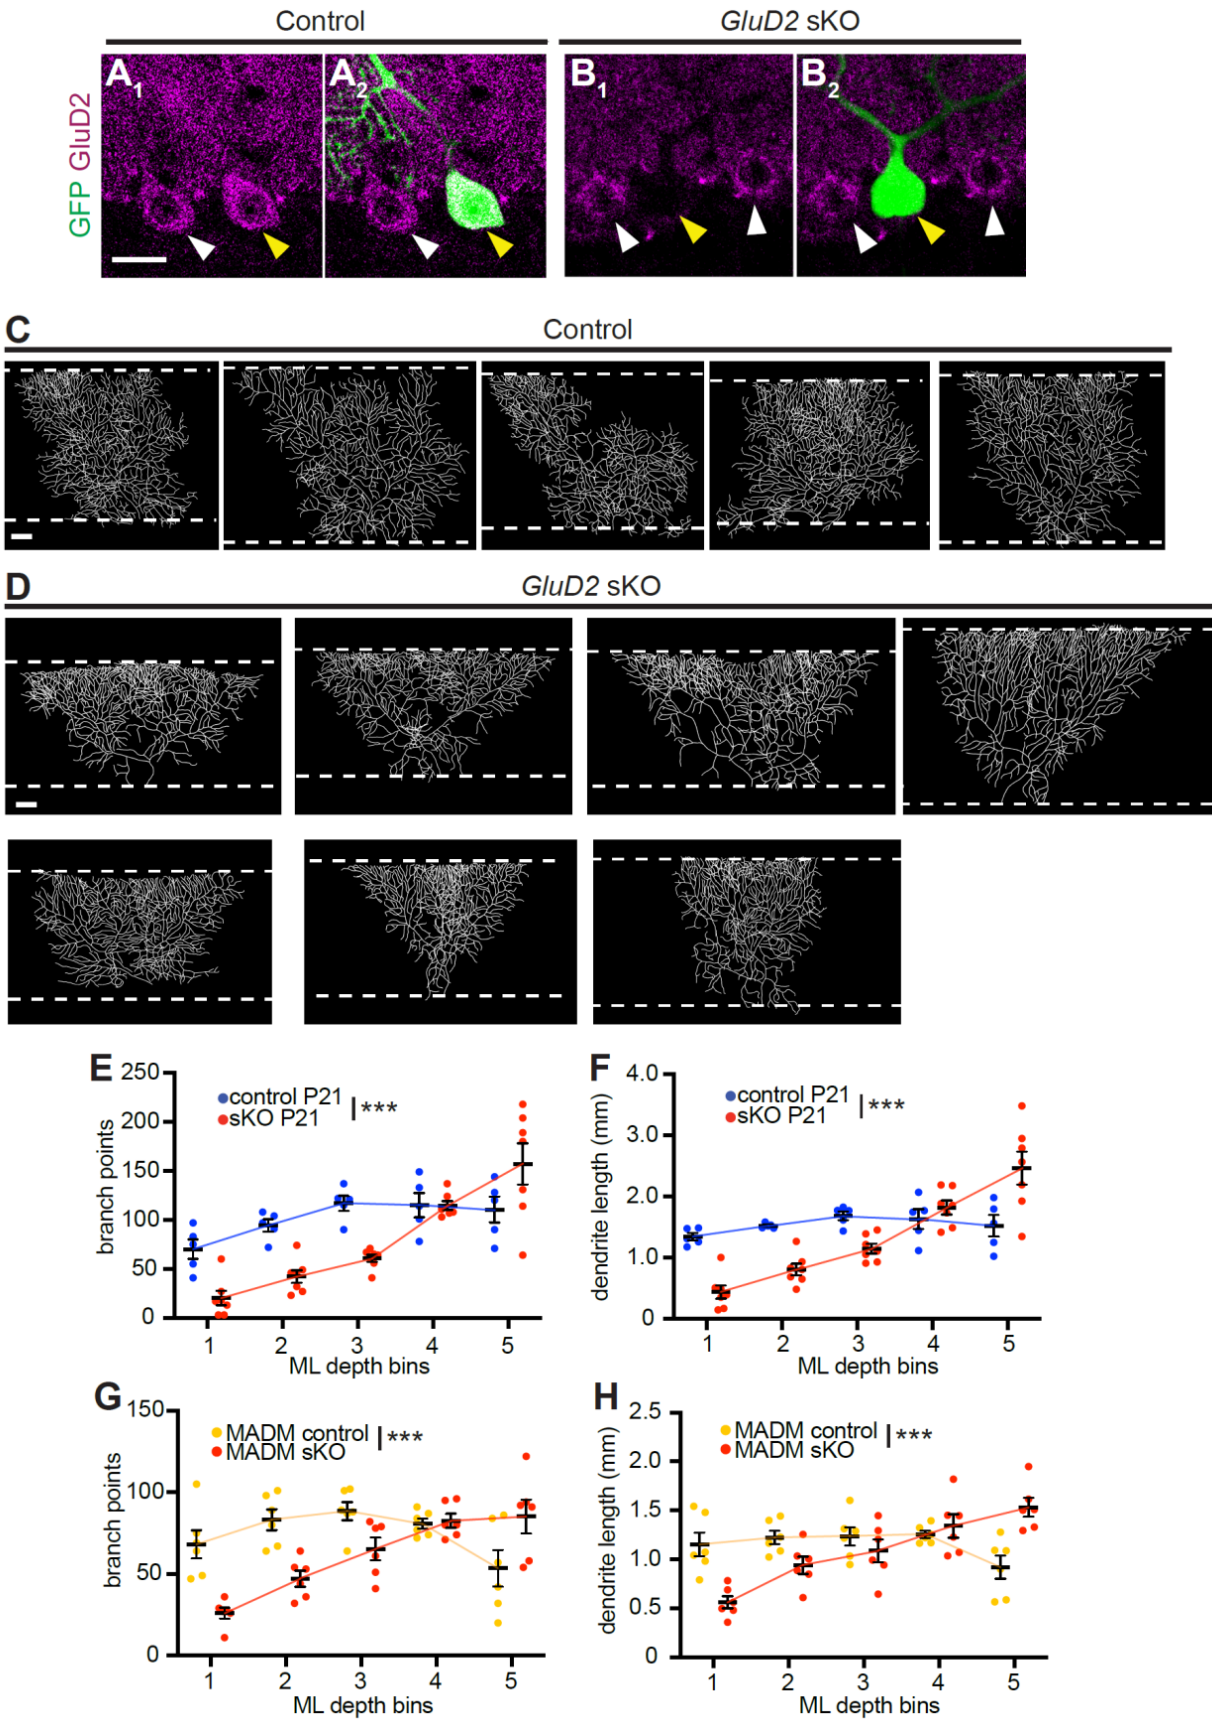 Control
GluD2 sKO
GFP GluD2
A1
A2
B1
B2
C
Control
D
GluD2 sKO
E
branch points
250
200
150
100
50
0
control P21
sKO P21
***
1 2 3 4 5
ML depth bins
F
dendrite length (mm)
4.0
3.0
2.0
1.0
0
control P21
sKO P21
***
1 2 3 4 5
ML depth bins
G
branch points
150
100
50
0
MADM control
MADM sKO
***
1 2 3 4 5
ML depth bins
H
dendrite length (mm)
2.5
2.0
1.5
1.0
0.5
0
MADM control
MADM sKO
***
1 2 3 4 5
ML depth bins